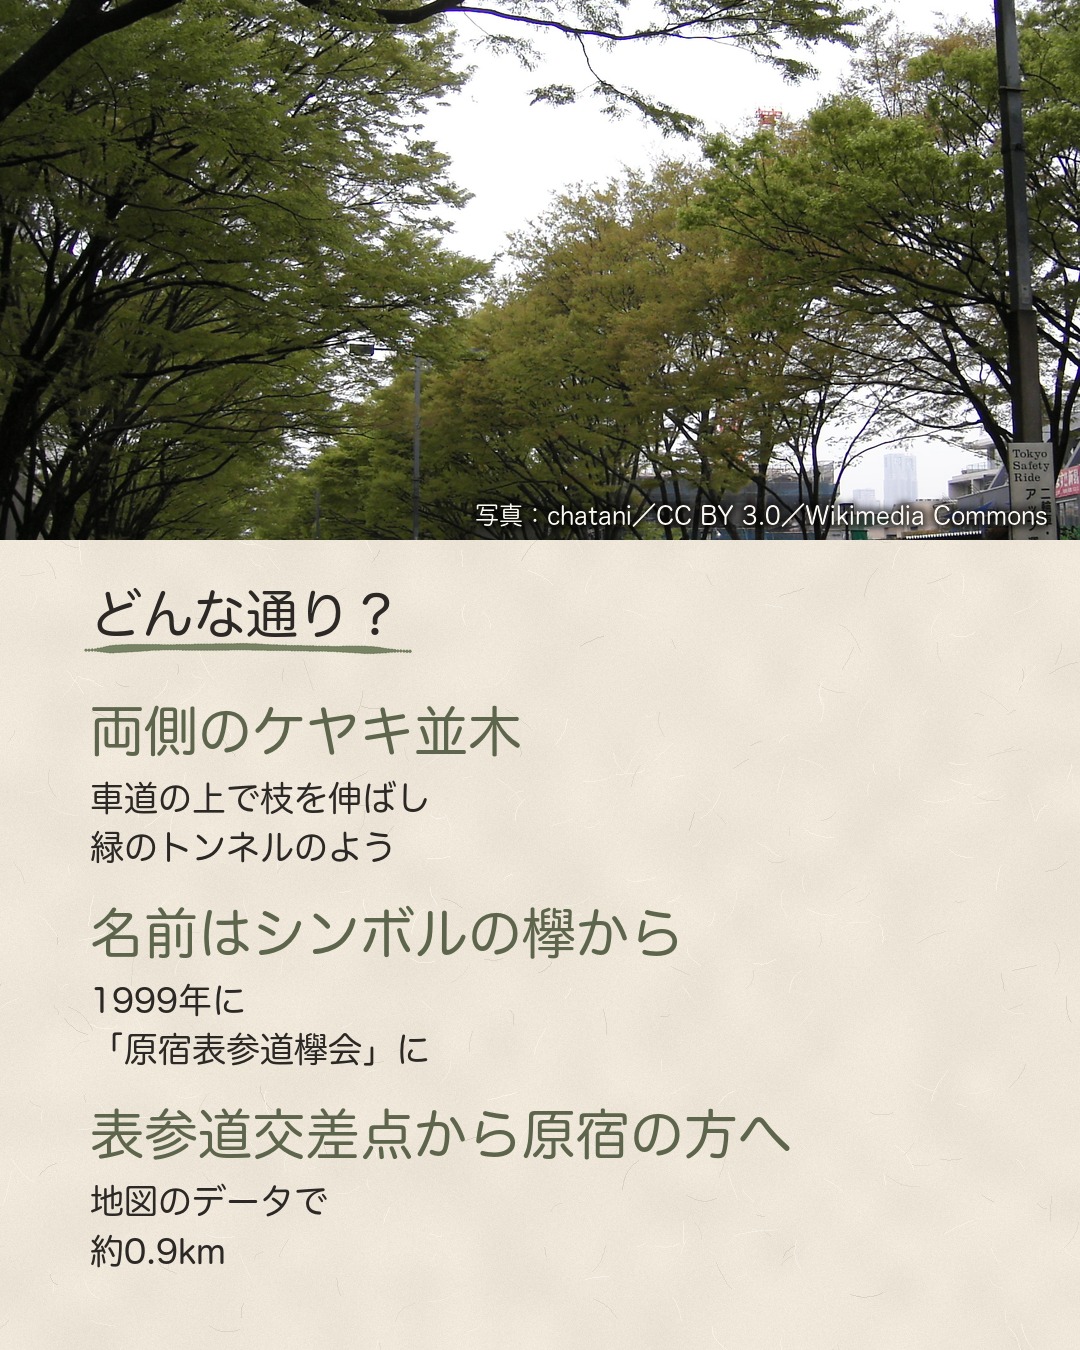 Tokyo
Safety
Ride
写真：chatani／CC BY 3.0／Wikimedia Commons
どんな通り？
両側のケヤキ並木
車道の上で枝を伸ばし
緑のトンネルのよう
名前はシンボルの欅から
1999年に
「原宿表参道欅会」に
表参道交差点から原宿の方へ
地図のデータで
約0.9km